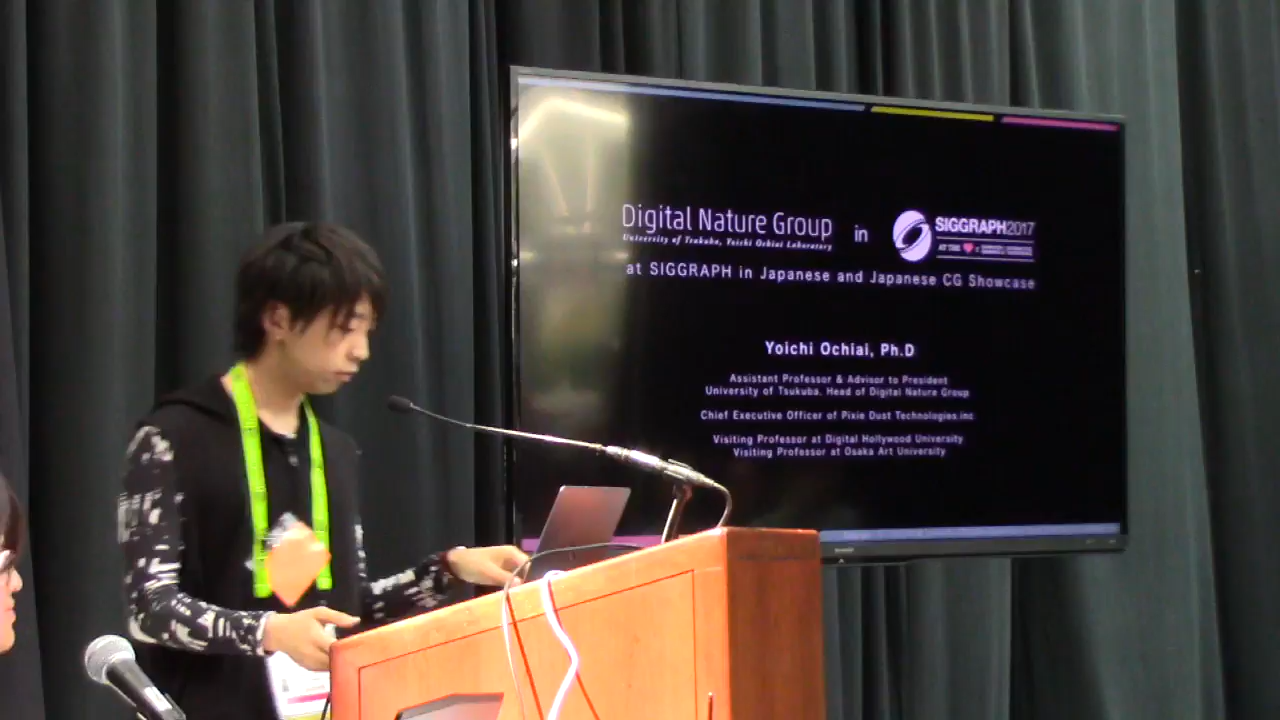 Digital Nature Group
University of Tsukuba, Yoichi Ochiai Laboratory
in
SIGGRAPH2017
AT THE
at SIGGRAPH in Japanese and Japanese CG Showcase
Yoichi Ochiai, Ph.D
Assistant Professor & Advisor to President
University of Tsukuba, Head of Digital Nature Group
Chief Executive Officer of Pixie Dust Technologies.inc
Visiting Professor at Digital Hollywood University
Visiting Professor at Osaka Art University